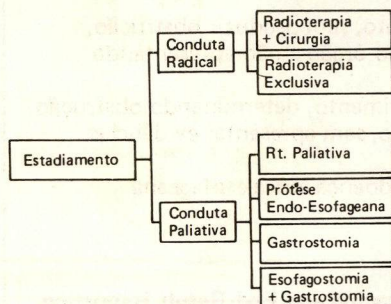 Estadiamento
Conduta
Radical
Radioterapia
+ Cirurgia
Radioterapia
Exclusiva
Conduta
Paliativa
Rt. Paliativa
Prótese
Endo-Esofageana
Gastrostomia
Esofagostomia
+ Gastrostomia